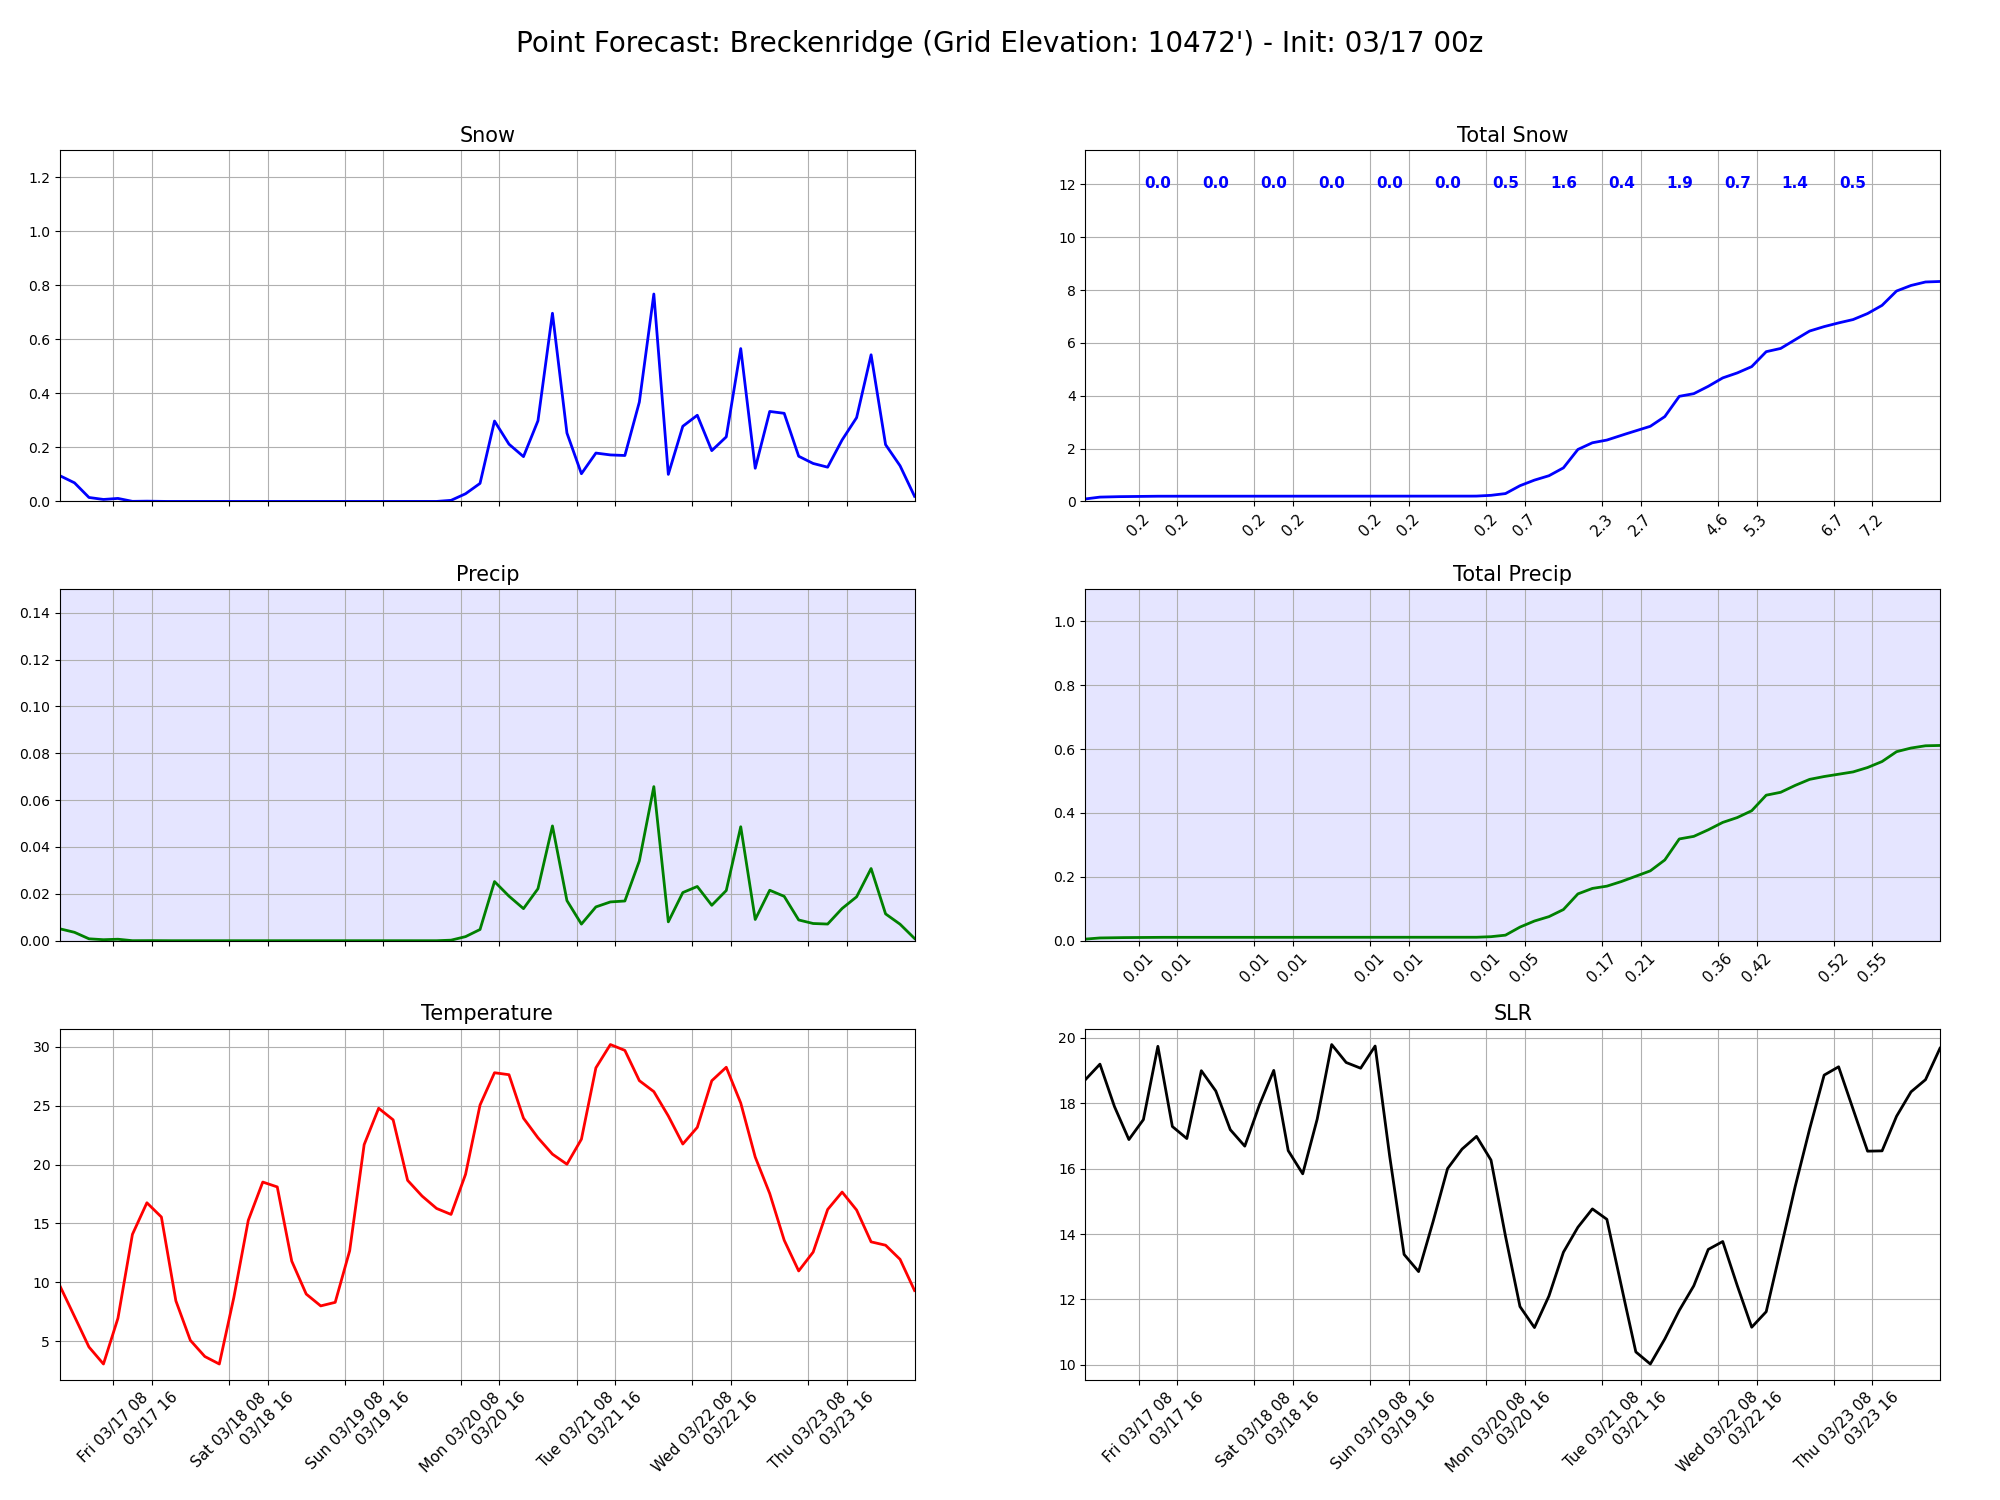 Point Forecast: Breckenridge (Grid Elevation: 10472') - Init: 03/17 00z
Snow
1.2
1.0
0.8
0.6
0.4
0.2
0.0
Total Snow
12
10
8
6
4
2
0
0.0 0.0 0.0 0.0 0.0 0.0 0.5 1.6 0.4 1.9 0.7 1.4 0.5
0.2 0.2 0.2 0.2 0.2 0.2 0.2 0.7 2.3 2.7 4.6 5.3 6.7 7.2
Precip
0.14
0.12
0.10
0.08
0.06
0.04
0.02
0.00
Total Precip
1.0
0.8
0.6
0.4
0.2
0.0
0.01 0.01 0.01 0.01 0.01 0.01 0.01 0.05 0.17 0.21 0.36 0.42 0.52 0.55
Temperature
30
25
20
15
10
5
Fri 03/17 08
03/17 16
Sat 03/18 08
03/18 16
Sun 03/19 08
03/19 16
Mon 03/20 08
03/20 16
Tue 03/21 08
03/21 16
Wed 03/22 08
03/22 16
Thu 03/23 08
03/23 16
SLR
20
18
16
14
12
10
Fri 03/17 08
03/17 16
Sat 03/18 08
03/18 16
Sun 03/19 08
03/19 16
Mon 03/20 08
03/20 16
Tue 03/21 08
03/21 16
Wed 03/22 08
03/22 16
Thu 03/23 08
03/23 16